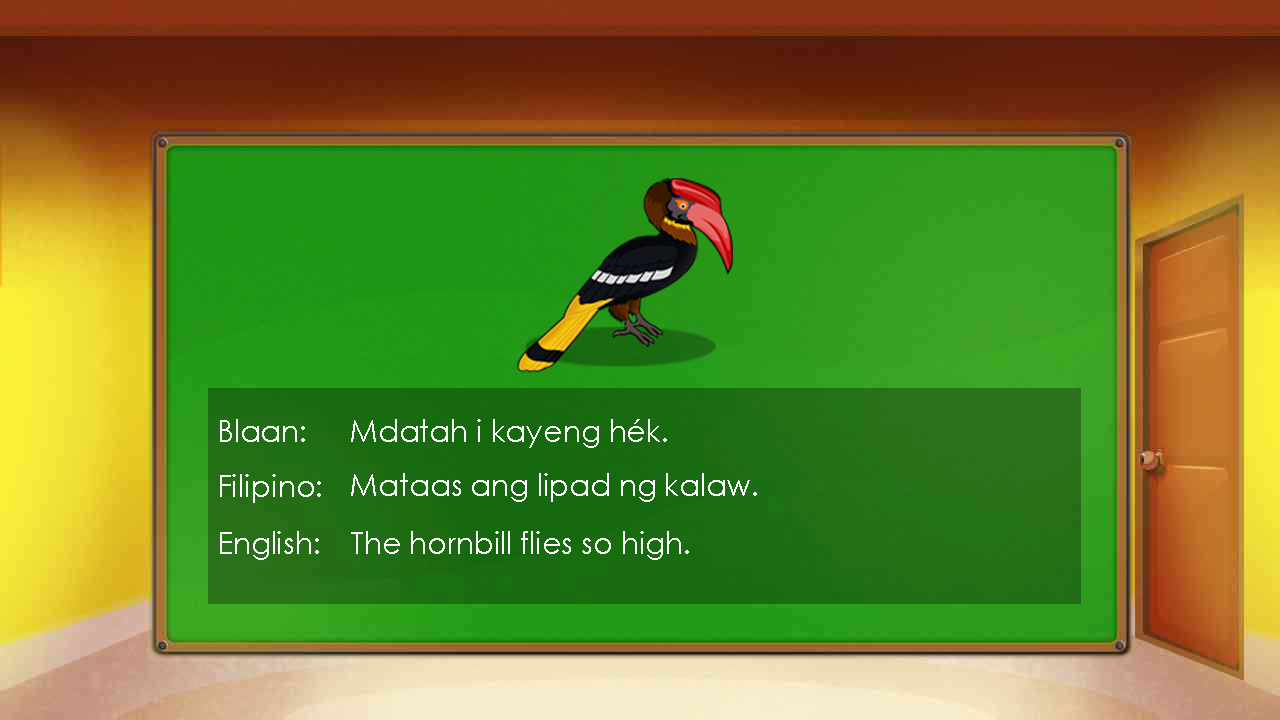 Blaan: Mdatah i kayeng hék.
Filipino: Mataas ang lipad ng kalaw.
English: The hornbill flies so high.